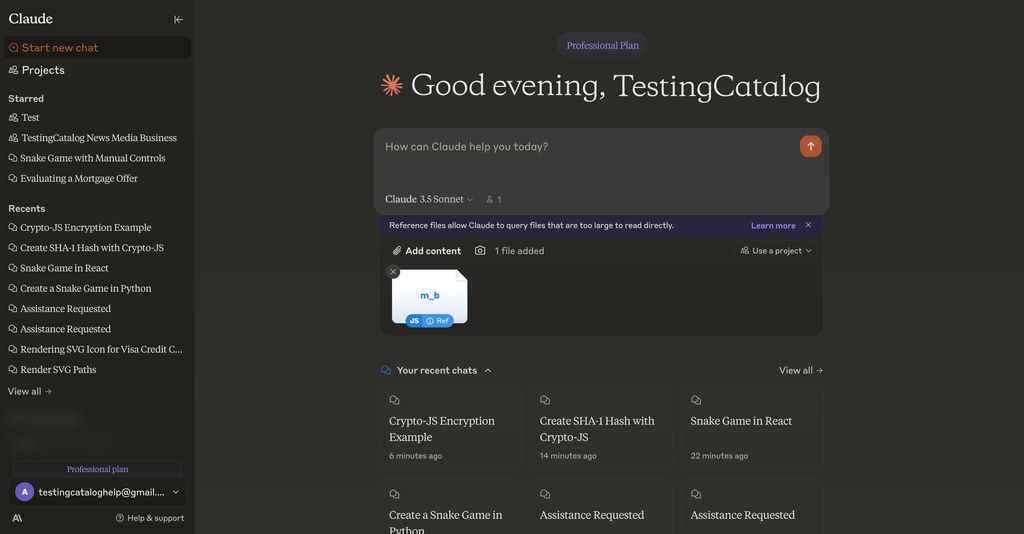 Claude
Start new chat
Projects
Starred
Test
TestingCatalog News Media Business
Snake Game with Manual Controls
Evaluating a Mortgage Offer
Recents
Crypto-JS Encryption Example
Create SHA-1 Hash with Crypto-JS
Snake Game in React
Create a Snake Game in Python
Assistance Requested
Assistance Requested
Rendering SVG Icon for Visa Credit C...
Render SVG Paths
View all →
Professional plan
A
testingcataloghelp@gmail....
Help & support
Professional Plan
Good evening, TestingCatalog
How can Claude help you today?
Claude 3.5 Sonnet
1
Reference files allow Claude to query files that are too large to read directly.
Learn more
Add content
1 file added
Use a project
m_b
JS
Ref
Your recent chats
View all →
Crypto-JS Encryption
Example
6 minutes ago
Create SHA-1 Hash with
Crypto-JS
14 minutes ago
Snake Game in React
22 minutes ago
Create a Snake Game in
Python
Assistance Requested
Assistance Requested